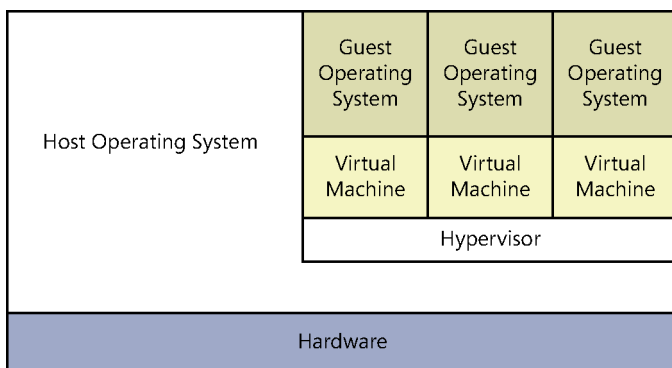 Guest
Operating
System
Guest
Operating
System
Guest
Operating
System
Host Operating System
Virtual
Machine
Virtual
Machine
Virtual
Machine
Hypervisor
Hardware